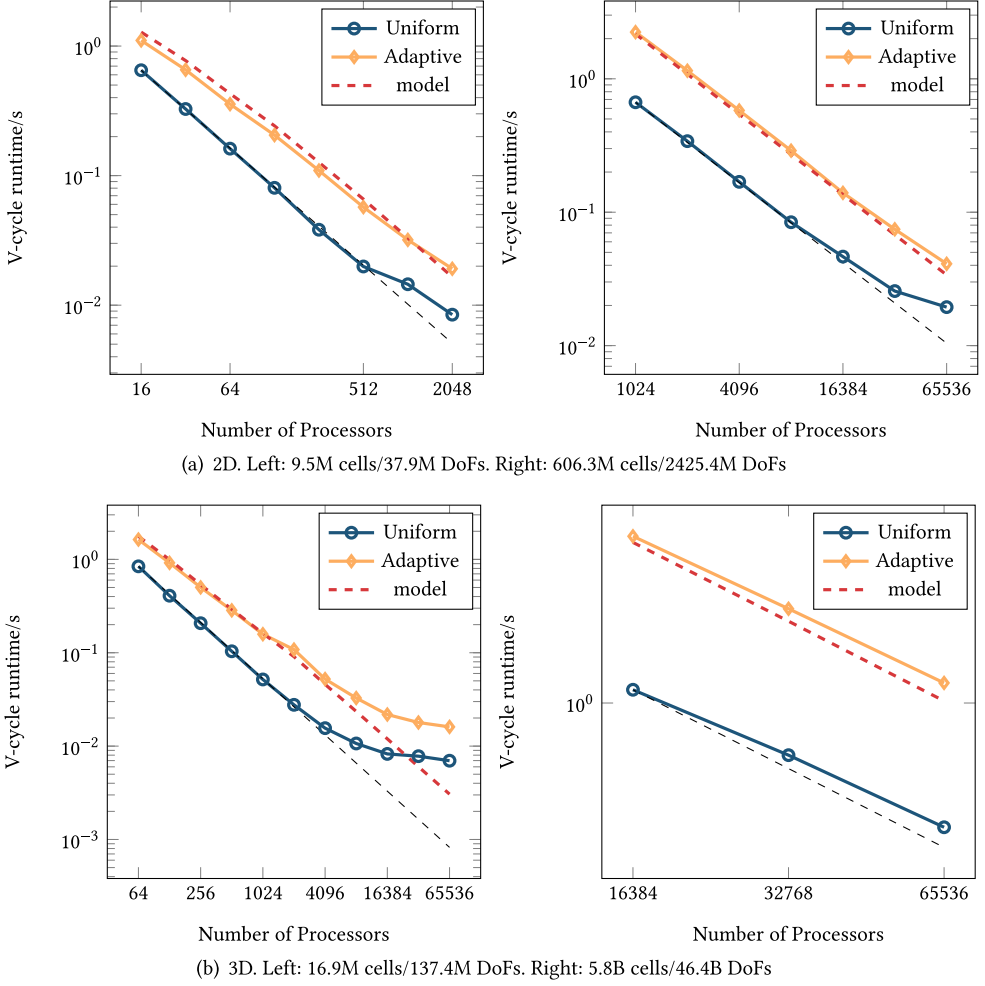 Uniform
Adaptive
model
V-cycle runtime/s
10^0
10^-1
10^-2
16 64 512 2048
Number of Processors
Uniform
Adaptive
model
V-cycle runtime/s
10^0
10^-1
10^-2
1024 4096 16384 65536
Number of Processors
(a) 2D. Left: 9.5M cells/37.9M DoFs. Right: 606.3M cells/2425.4M DoFs
Uniform
Adaptive
model
V-cycle runtime/s
10^0
10^-1
10^-2
10^-3
64 256 1024 4096 16384 65536
Number of Processors
Uniform
Adaptive
model
V-cycle runtime/s
10^0
16384 32768 65536
Number of Processors
(b) 3D. Left: 16.9M cells/137.4M DoFs. Right: 5.8B cells/46.4B DoFs